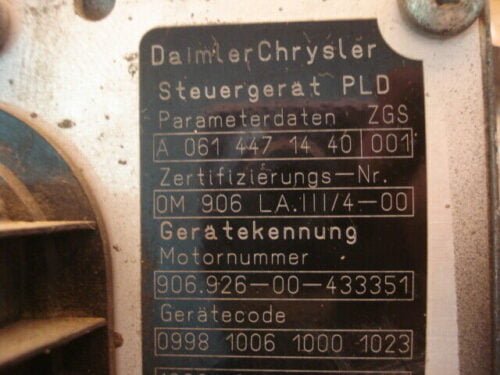 DaimlerChrysler
Steuergerät PLD
Parameterdaten ZGS
A 061 447 14 40 001
Zertifizierungs-Nr.
OM 906 LA.III/4-00
Gerätekennung
Motornummer
906.926-00-433351
Gerätecode
0998 1006 1000 1023